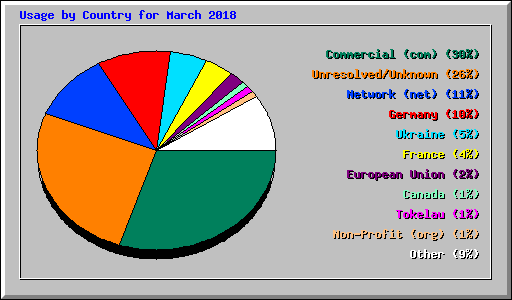 Usage by Country for March 2018
Commercial (com) (30%)
Unresolved/Unknown (26%)
Network (net) (11%)
Germany (10%)
Ukraine (5%)
France (4%)
European Union (2%)
Canada (1%)
Tokelau (1%)
Non-Profit (org) (1%)
Other (9%)